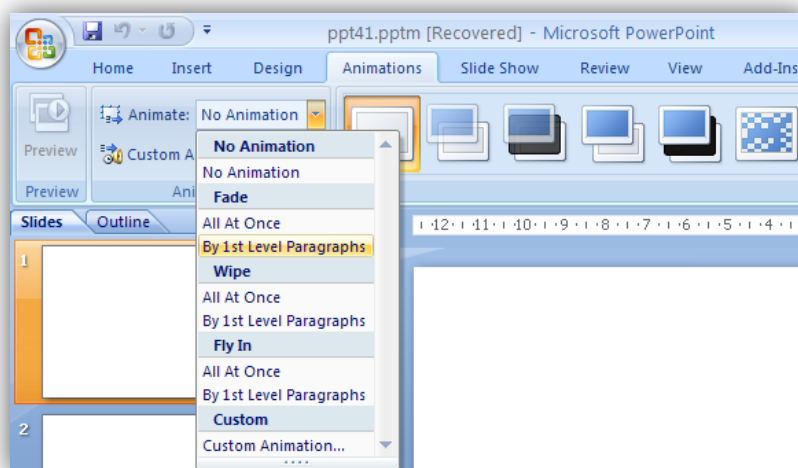 ppt41.pptm [Recovered] - Microsoft PowerPoint
Home Insert Design Animations Slide Show Review View Add-Ins
Animate: No Animation
Preview
Custom A
Preview Ani
No Animation
No Animation
Fade
All At Once
By 1st Level Paragraphs
Wipe
All At Once
By 1st Level Paragraphs
Fly In
All At Once
By 1st Level Paragraphs
Custom
Custom Animation...
Slides Outline
12 11 10 9 8 7 6 5 4
1
2